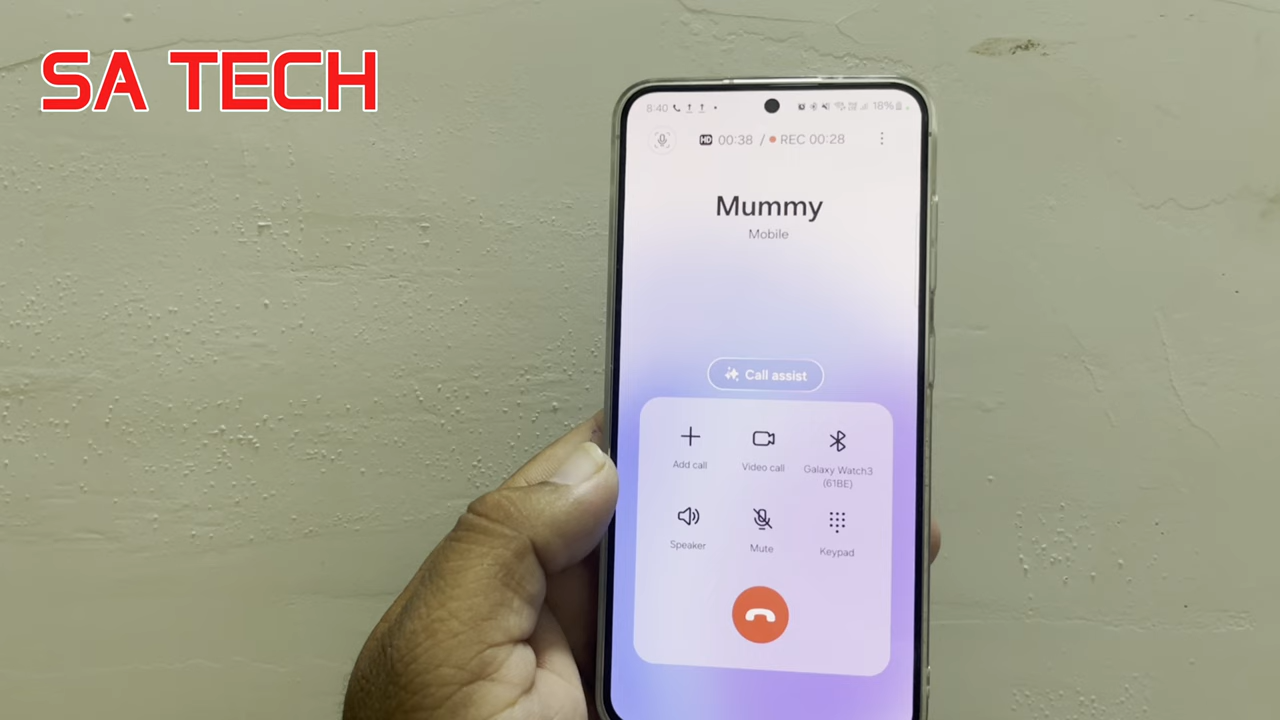 SA TECH
8:40 18%
HD 00:38 / REC 00:28
Mummy
Mobile
Call assist
Add call
Video call
Galaxy Watch3
(61BE)
Speaker
Mute
Keypad